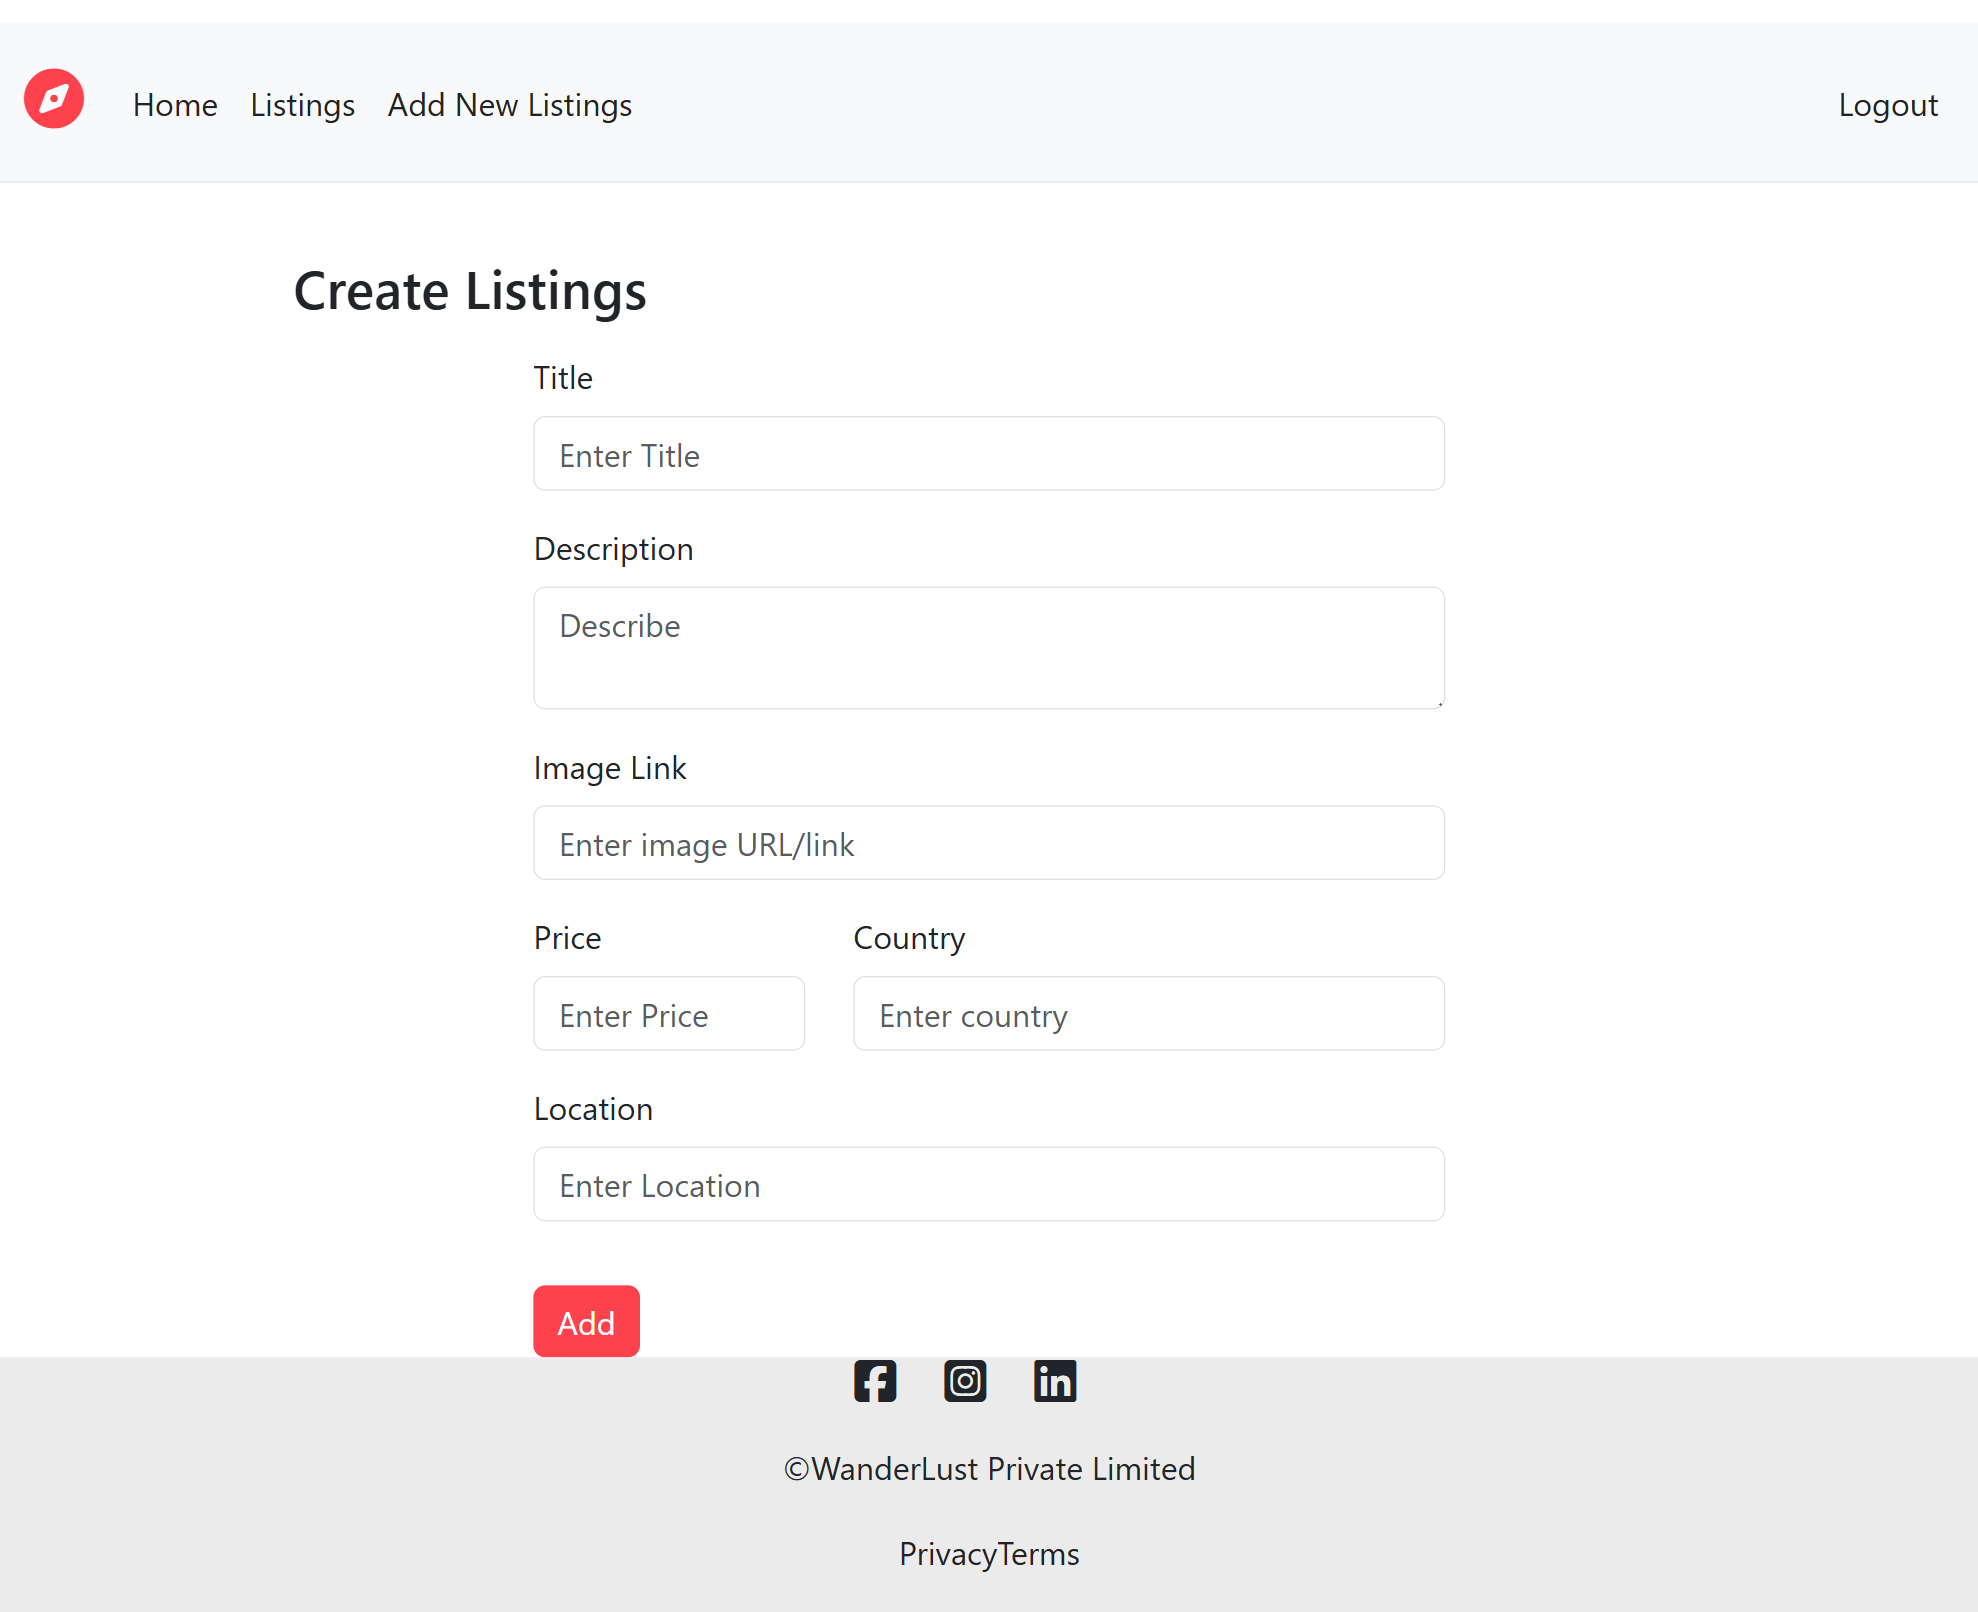 Home Listings Add New Listings Logout
Create Listings
Title
Enter Title
Description
Describe
Image Link
Enter image URL/link
Price Country
Enter Price Enter country
Location
Enter Location
Add
©WanderLust Private Limited
PrivacyTerms